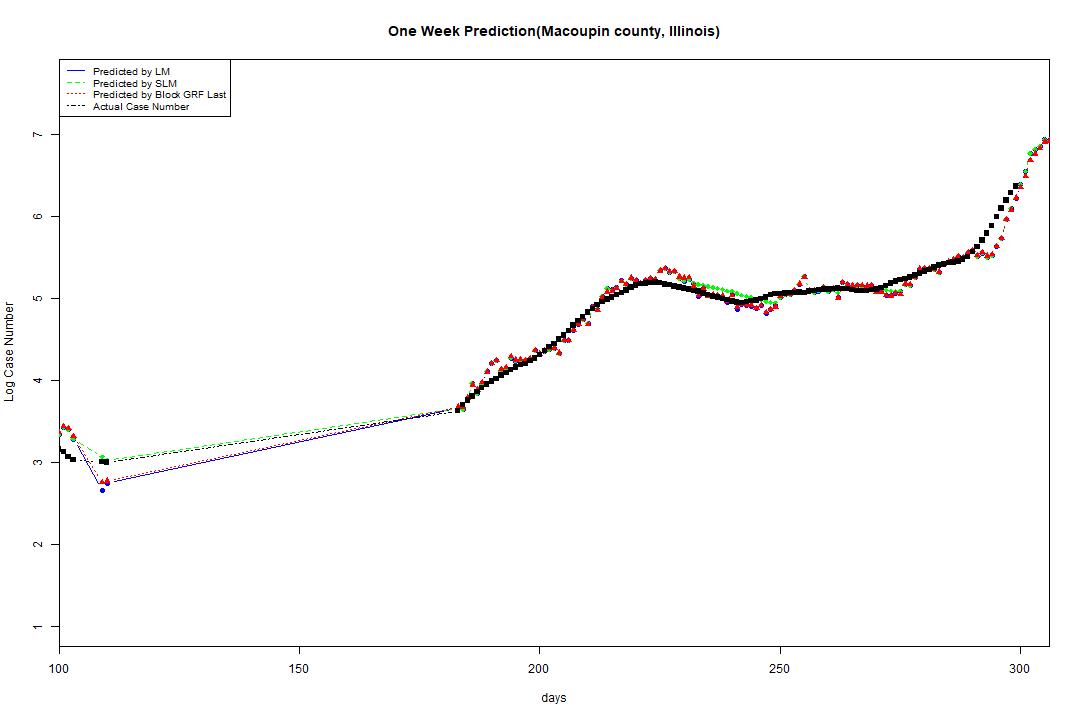 One Week Prediction(Macoupin county, Illinois)
Predicted by LM
Predicted by SLM
Predicted by Block GRF Last
Actual Case Number
7
6
5
4
3
2
1
Log Case Number
100 150 200 250 300
days